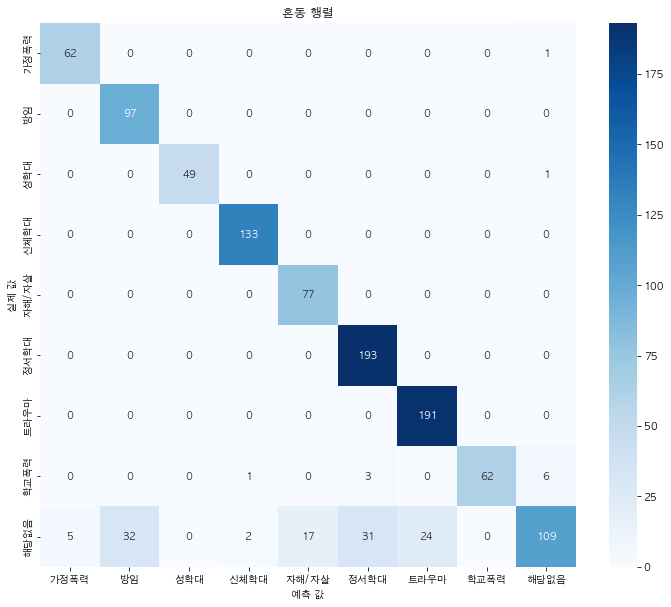 혼동 행렬
가정폭력 62 0 0 0 0 0 0 0 1
방임 0 97 0 0 0 0 0 0 0
성학대 0 0 49 0 0 0 0 0 1
신체학대 0 0 0 133 0 0 0 0 0
자해/자살 0 0 0 0 77 0 0 0 0
정서학대 0 0 0 0 0 193 0 0 0
트라우마 0 0 0 0 0 0 191 0 0
학교폭력 0 0 0 1 0 3 0 62 6
해당없음 5 32 0 2 17 31 24 0 109
실제 값
가정폭력 방임 성학대 신체학대 자해/자살 정서학대 트라우마 학교폭력 해당없음
예측 값
175
150
125
100
75
50
25
0